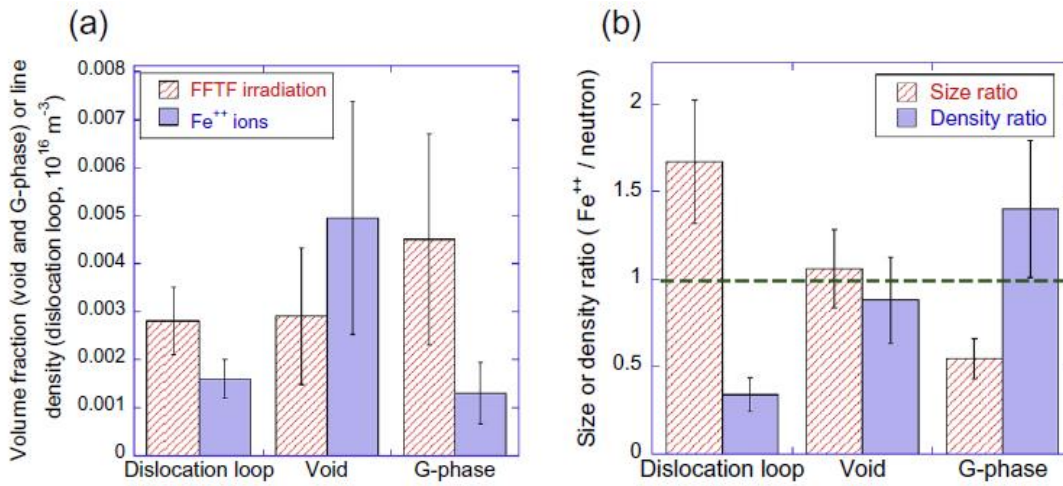 (a)
Volume fraction (void and G-phase) or line
density (dislocation loop, 10¹⁶ m⁻³)
0.008
0.007
0.006
0.005
0.004
0.003
0.002
0.001
0
FFTF irradiation
Fe⁺⁺ ions
Dislocation loop
Void
G-phase
(b)
Size or density ratio ( Fe⁺⁺ / neutron)
2
1.5
1
0.5
0
Size ratio
Density ratio
Dislocation loop
Void
G-phase